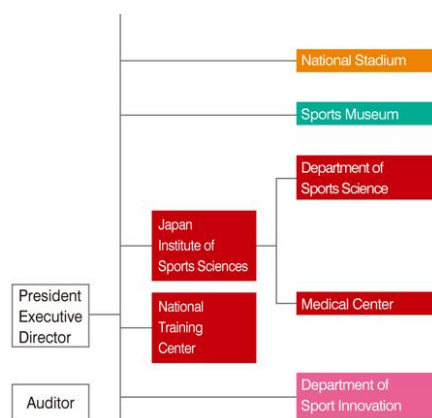 National Stadium
Sports Museum
Department of
Sports Science
Japan
Institute of
Sports Sciences
Medical Center
President
Executive
Director
National
Training
Center
Auditor
Department of
Sport Innovation